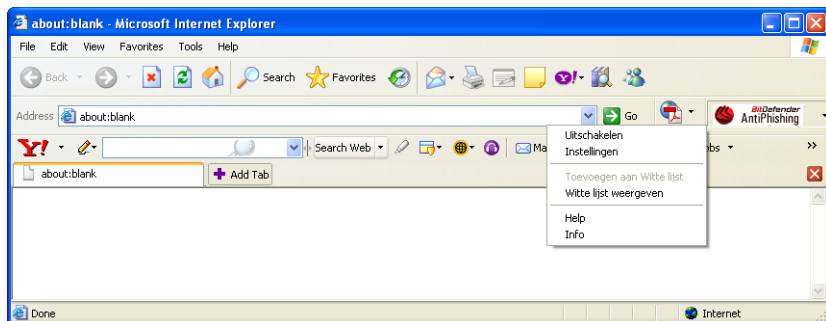 about:blank - Microsoft Internet Explorer
File Edit View Favorites Tools Help
Back Search Favorites
Address about:blank Go BitDefender AntiPhishing
Y! Search Web Ma bs »
about:blank Add Tab
Uitschakelen
Instellingen
Toevoegen aan Witte lijst
Witte lijst weergeven
Help
Info
Done Internet